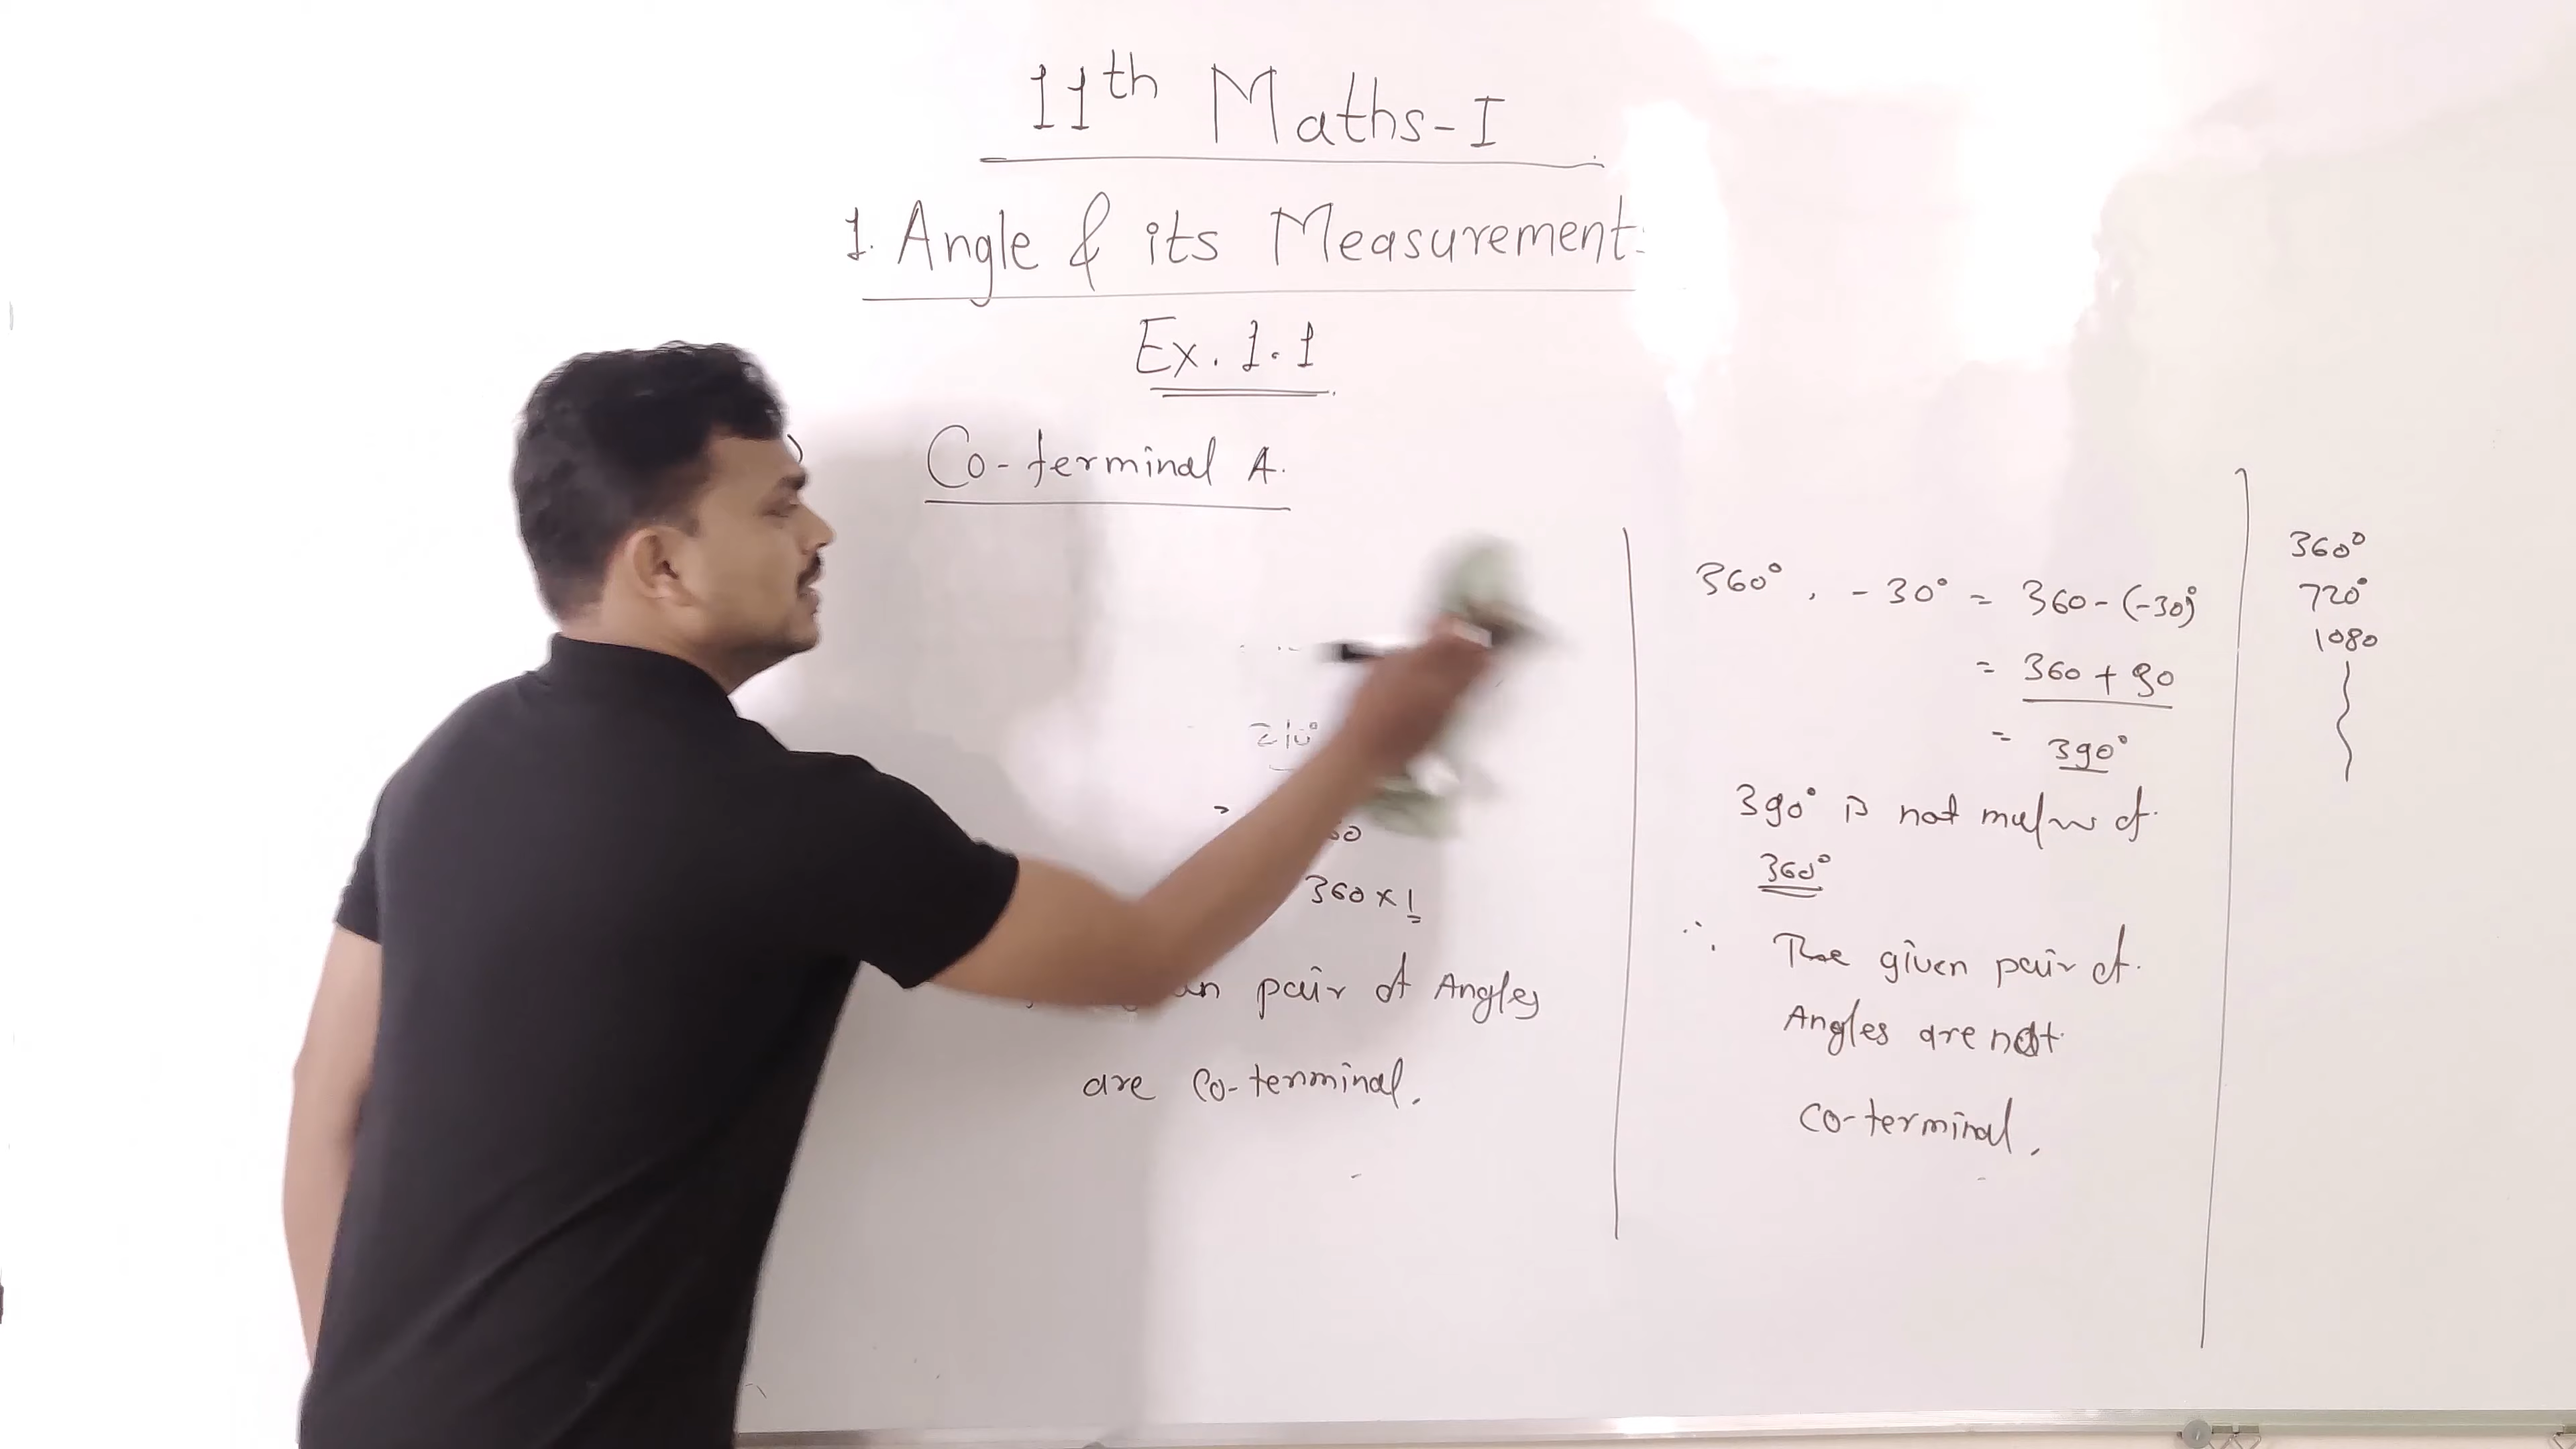 11th Maths-I
1. Angle & its Measurement:
Ex. 1.1
Co-terminal A.
210°
360 × 1
pair of Angles
are co-terminal.
360°, -30° = 360-(-30)°
= 360 + 30
= 390°
390° is not of
360°
∴ The given pair of
Angles are not
co-terminal.
360°
720°
1080